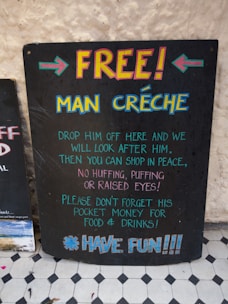 FREE!
MAN CRÉCHE
DROP HIM OFF HERE AND WE
WILL LOOK AFTER HIM.
THEN YOU CAN SHOP IN PEACE,
NO HUFFING, PUFFING
OR RAISED EYES!
PLEASE DON'T FORGET HIS
POCKET MONEY FOR
FOOD & DRINKS!
*HAVE FUN!!!